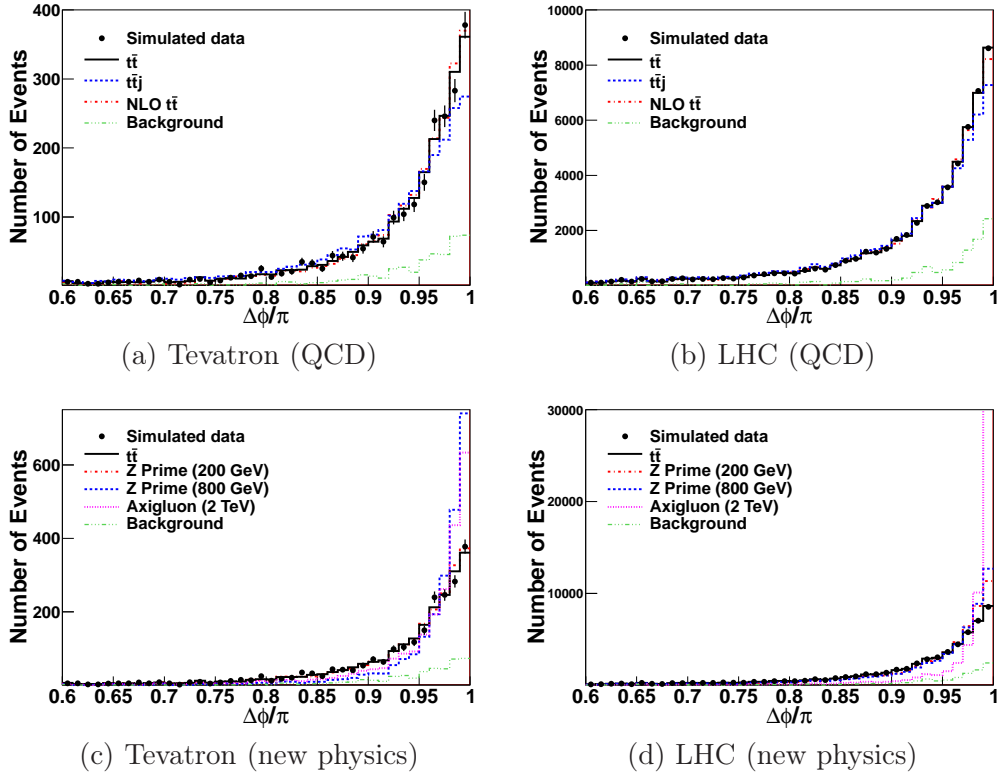 400
300
200
100
Number of Events
Simulated data
tt̄
tt̄j
NLO tt̄
Background
0.6 0.65 0.7 0.75 0.8 0.85 0.9 0.95 1
Δϕ/π
(a) Tevatron (QCD)
10000
8000
6000
4000
2000
Number of Events
Simulated data
tt̄
tt̄j
NLO tt̄
Background
0.6 0.65 0.7 0.75 0.8 0.85 0.9 0.95 1
Δϕ/π
(b) LHC (QCD)
600
400
200
Number of Events
Simulated data
tt̄
Z Prime (200 GeV)
Z Prime (800 GeV)
Axigluon (2 TeV)
Background
0.6 0.65 0.7 0.75 0.8 0.85 0.9 0.95 1
Δϕ/π
(c) Tevatron (new physics)
30000
20000
10000
Number of Events
Simulated data
tt̄
Z Prime (200 GeV)
Z Prime (800 GeV)
Axigluon (2 TeV)
Background
0.6 0.65 0.7 0.75 0.8 0.85 0.9 0.95 1
Δϕ/π
(d) LHC (new physics)